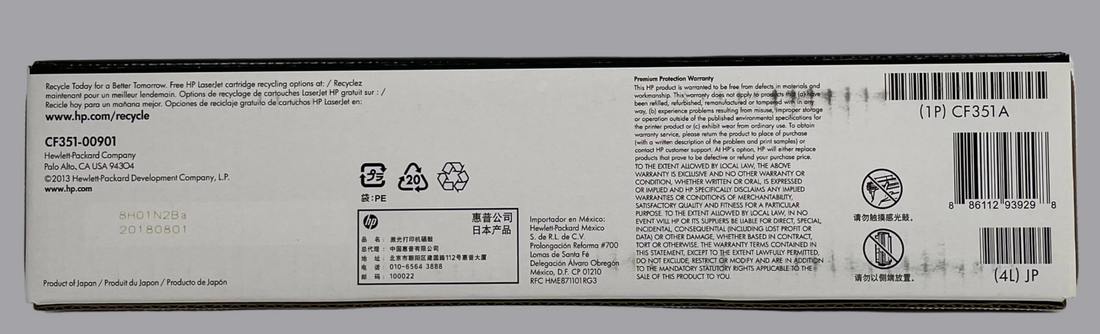 Recycle Today for a Better Tomorrow. Free HP LaserJet cartridge recycling options at: / Recyclez
maintenant pour un meilleur lendemain. Options de recyclage de cartouches LaserJet HP gratuit sur : /
Recicle hoy para un mañana mejor. Opciones de reciclaje gratuito de cartuchos HP LaserJet en:
www.hp.com/recycle
CF351-00901
Hewlett-Packard Company
Palo Alto, CA USA 94304
©2013 Hewlett-Packard Development Company, L.P.
www.hp.com
8H01N2Ba
20180801
Product of Japan / Produit du Japon / Producto de Japón
袋:PE
20
hp
惠普公司
日本产品
品 名: 激光打印机硒鼓
总代理: 中国惠普有限公司
地 址: 北京市朝阳区建国路112号惠普大厦
电 话: 010-6564 3888
邮 码: 100022
Importador en México:
Hewlett-Packard México
S. de R.L. de C.V.
Prolongación Reforma #700
Lomas de Santa Fé
Delegación Álvaro Obregón
México, D.F. CP 01210
RFC HME871101RG3
Premium Protection Warranty
This HP product is warranted to be free from defects in materials and
workmanship. This warranty does not apply to products that (a) have
been refilled, refurbished, remanufactured or tampered with in any
way, (b) experience problems resulting from misuse, improper storage
or operation outside of the published environmental specifications for
the printer product or (c) exhibit wear from ordinary use. To obtain
warranty service, please return the product to place of purchase
(with a written description of the problem and print samples) or
contact HP customer support. At HP's option, HP will either replace
products that prove to be defective or refund your purchase price.
TO THE EXTENT ALLOWED BY LOCAL LAW, THE ABOVE
WARRANTY IS EXCLUSIVE AND NO OTHER WARRANTY OR
CONDITION, WHETHER WRITTEN OR ORAL, IS EXPRESSED
OR IMPLIED AND HP SPECIFICALLY DISCLAIMS ANY IMPLIED
WARRANTIES OR CONDITIONS OF MERCHANTABILITY,
SATISFACTORY QUALITY AND FITNESS FOR A PARTICULAR
PURPOSE. TO THE EXTENT ALLOWED BY LOCAL LAW, IN NO
EVENT WILL HP OR ITS SUPPLIERS BE LIABLE FOR DIRECT, SPECIAL,
INCIDENTAL, CONSEQUENTIAL (INCLUDING LOST PROFIT OR
DATA) OR OTHER DAMAGE, WHETHER BASED IN CONTRACT,
TORT OR OTHERWISE. THE WARRANTY TERMS CONTAINED IN
THIS STATEMENT, EXCEPT TO THE EXTENT LAWFULLY PERMITTED,
DO NOT EXCLUDE, RESTRICT OR MODIFY AND ARE IN ADDITION
TO THE MANDATORY STATUTORY RIGHTS APPLICABLE TO THE
SALE OF THIS PRODUCT TO YOU.
(1P) CF351A
8 86112 93929 8
请勿触摸感光鼓.
请勿以侧端放置.
(4L) JP